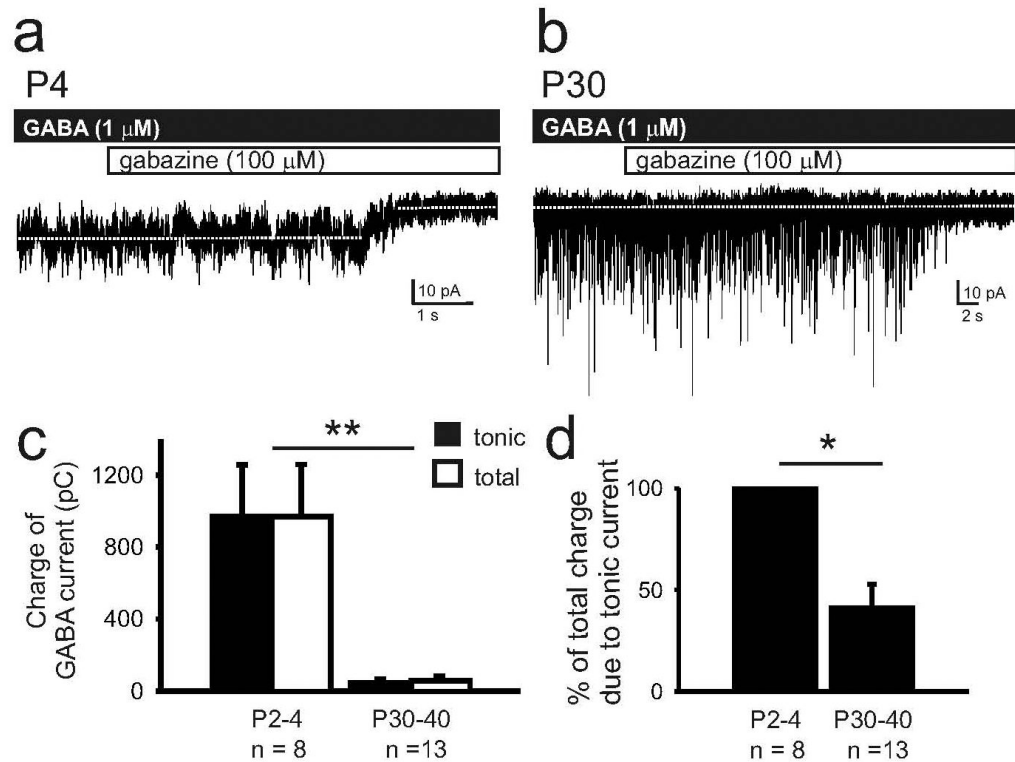 a
P4
GABA (1 μM)
gabazine (100 μM)
10 pA
1 s
b
P30
GABA (1 μM)
gabazine (100 μM)
10 pA
2 s
c
Charge of
GABA current (pC)
1200
800
400
0
**
tonic
total
P2-4
n = 8
P30-40
n =13
d
% of total charge
due to tonic current
100
50
0
*
P2-4
n = 8
P30-40
n =13